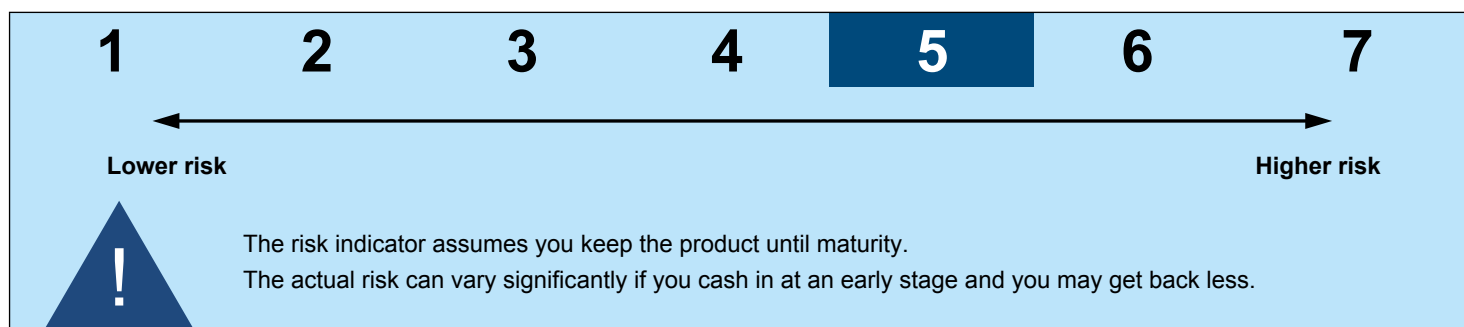 1 2 3 4 5 6 7
Lower risk Higher risk
!
The risk indicator assumes you keep the product until maturity.
The actual risk can vary significantly if you cash in at an early stage and you may get back less.